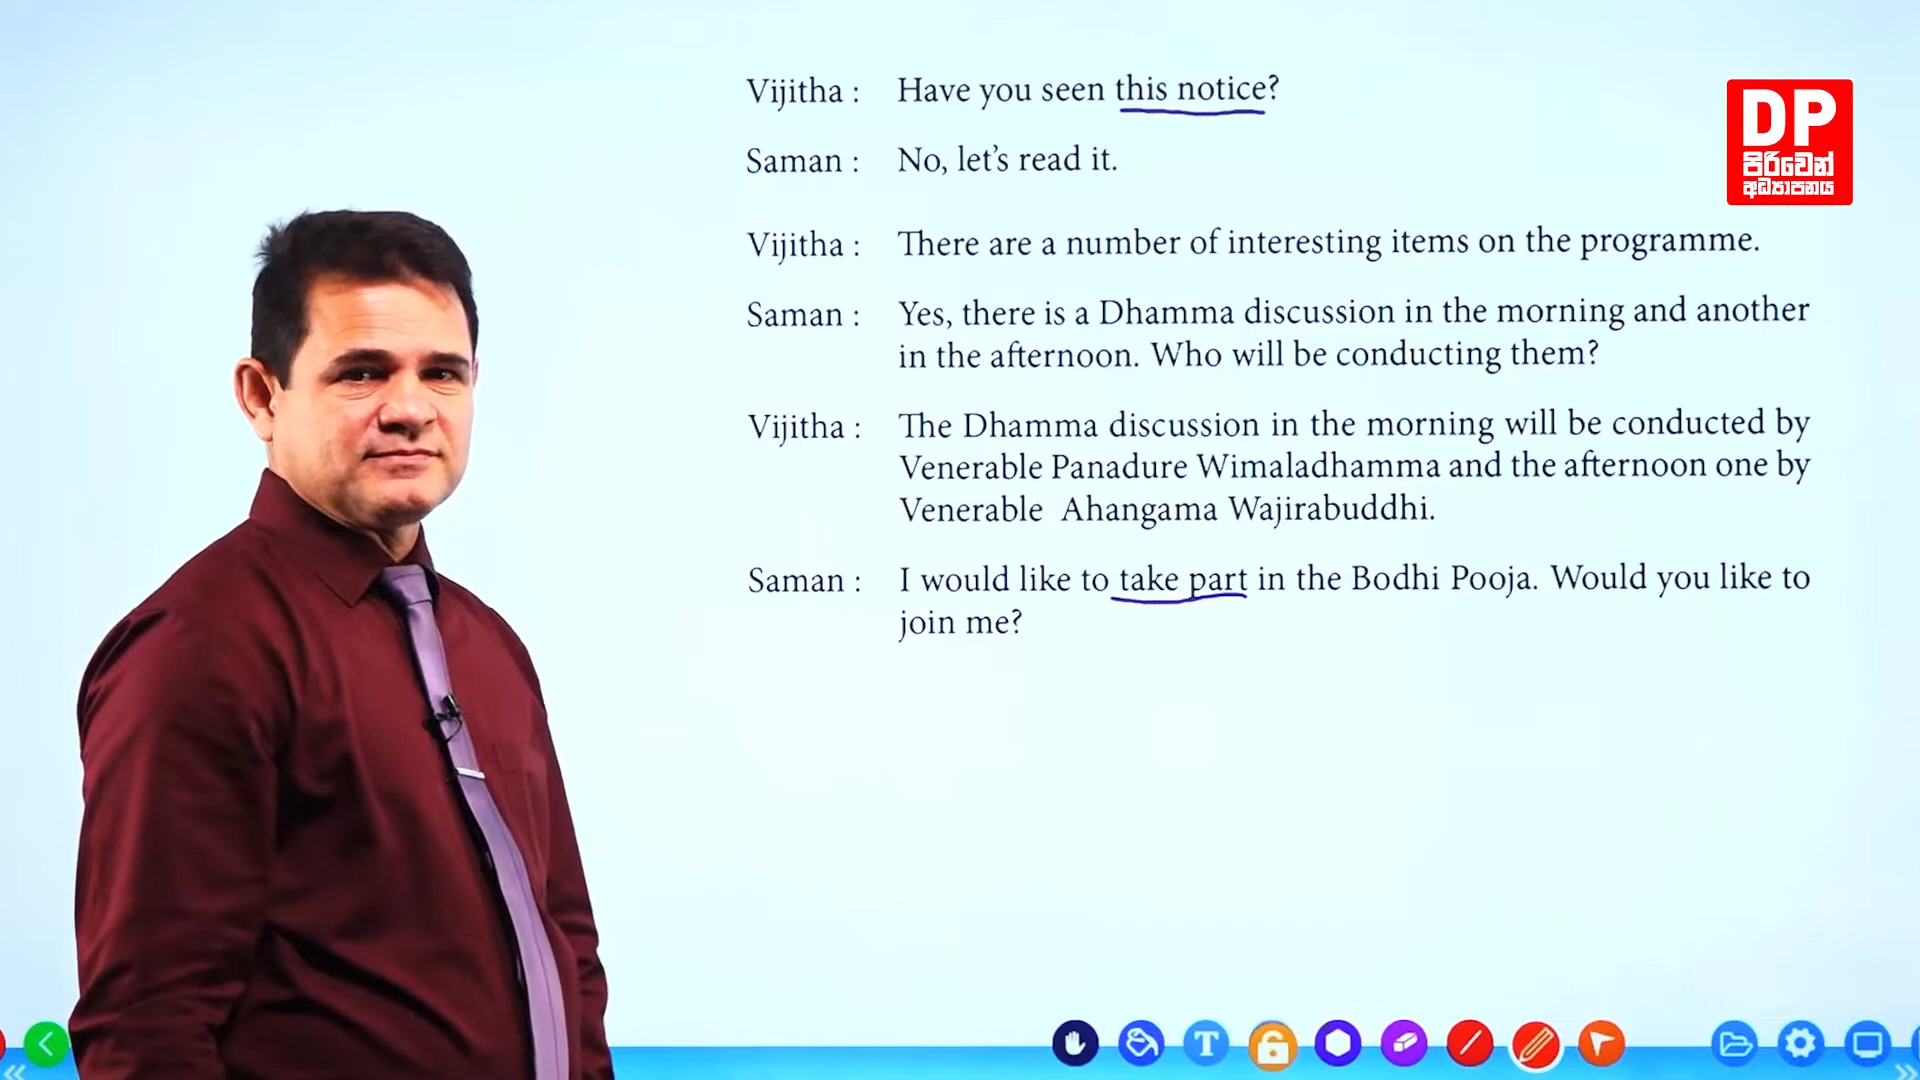 Vijitha : Have you seen this notice?
DP
පිරිවෙන්
අධ්‍යාපනය
Saman : No, let's read it.
Vijitha : There are a number of interesting items on the programme.
Saman : Yes, there is a Dhamma discussion in the morning and another
in the afternoon. Who will be conducting them?
Vijitha : The Dhamma discussion in the morning will be conducted by
Venerable Panadure Wimaladhamma and the afternoon one by
Venerable Ahangama Wajirabuddhi.
Saman : I would like to take part in the Bodhi Pooja. Would you like to
join me?
T